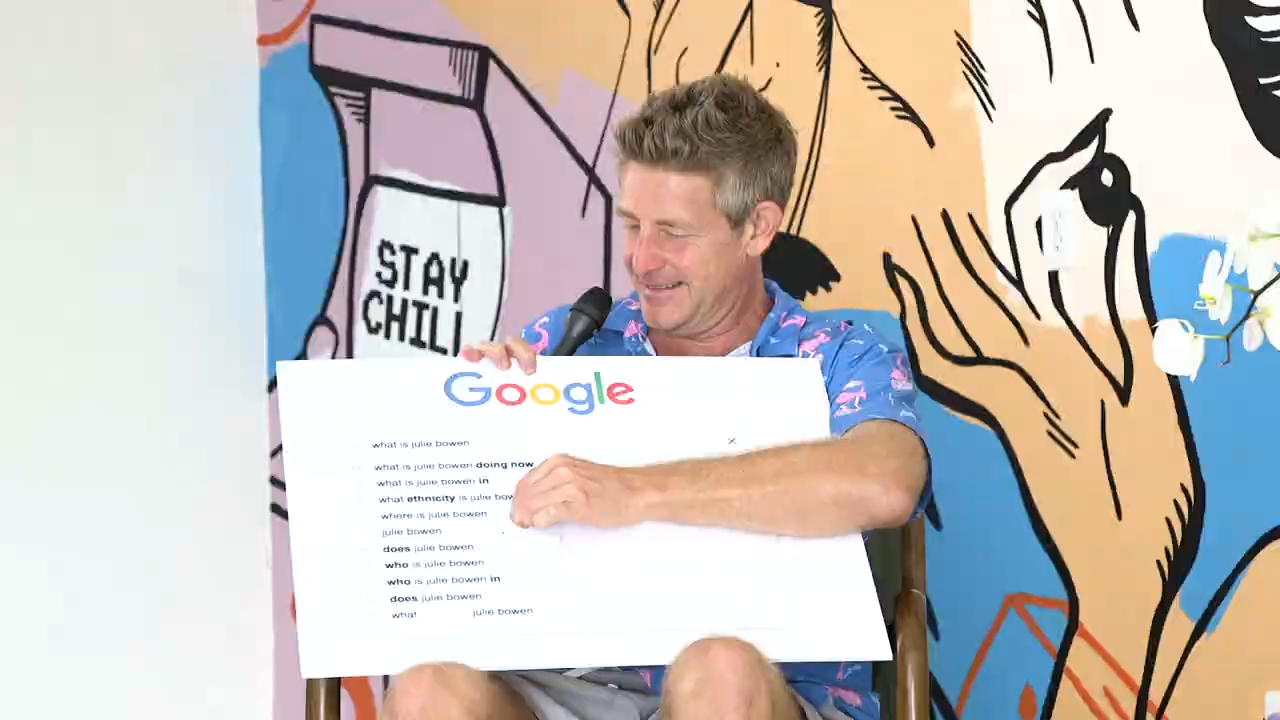 STAY
CHILL
Google
what is julie bowen
what is julie bowen doing now
what is julie bowen in
what ethnicity is julie bow
where is julie bowen
julie bowen
does julie bowen
who is julie bowen
who is julie bowen in
does julie bowen
what julie bowen